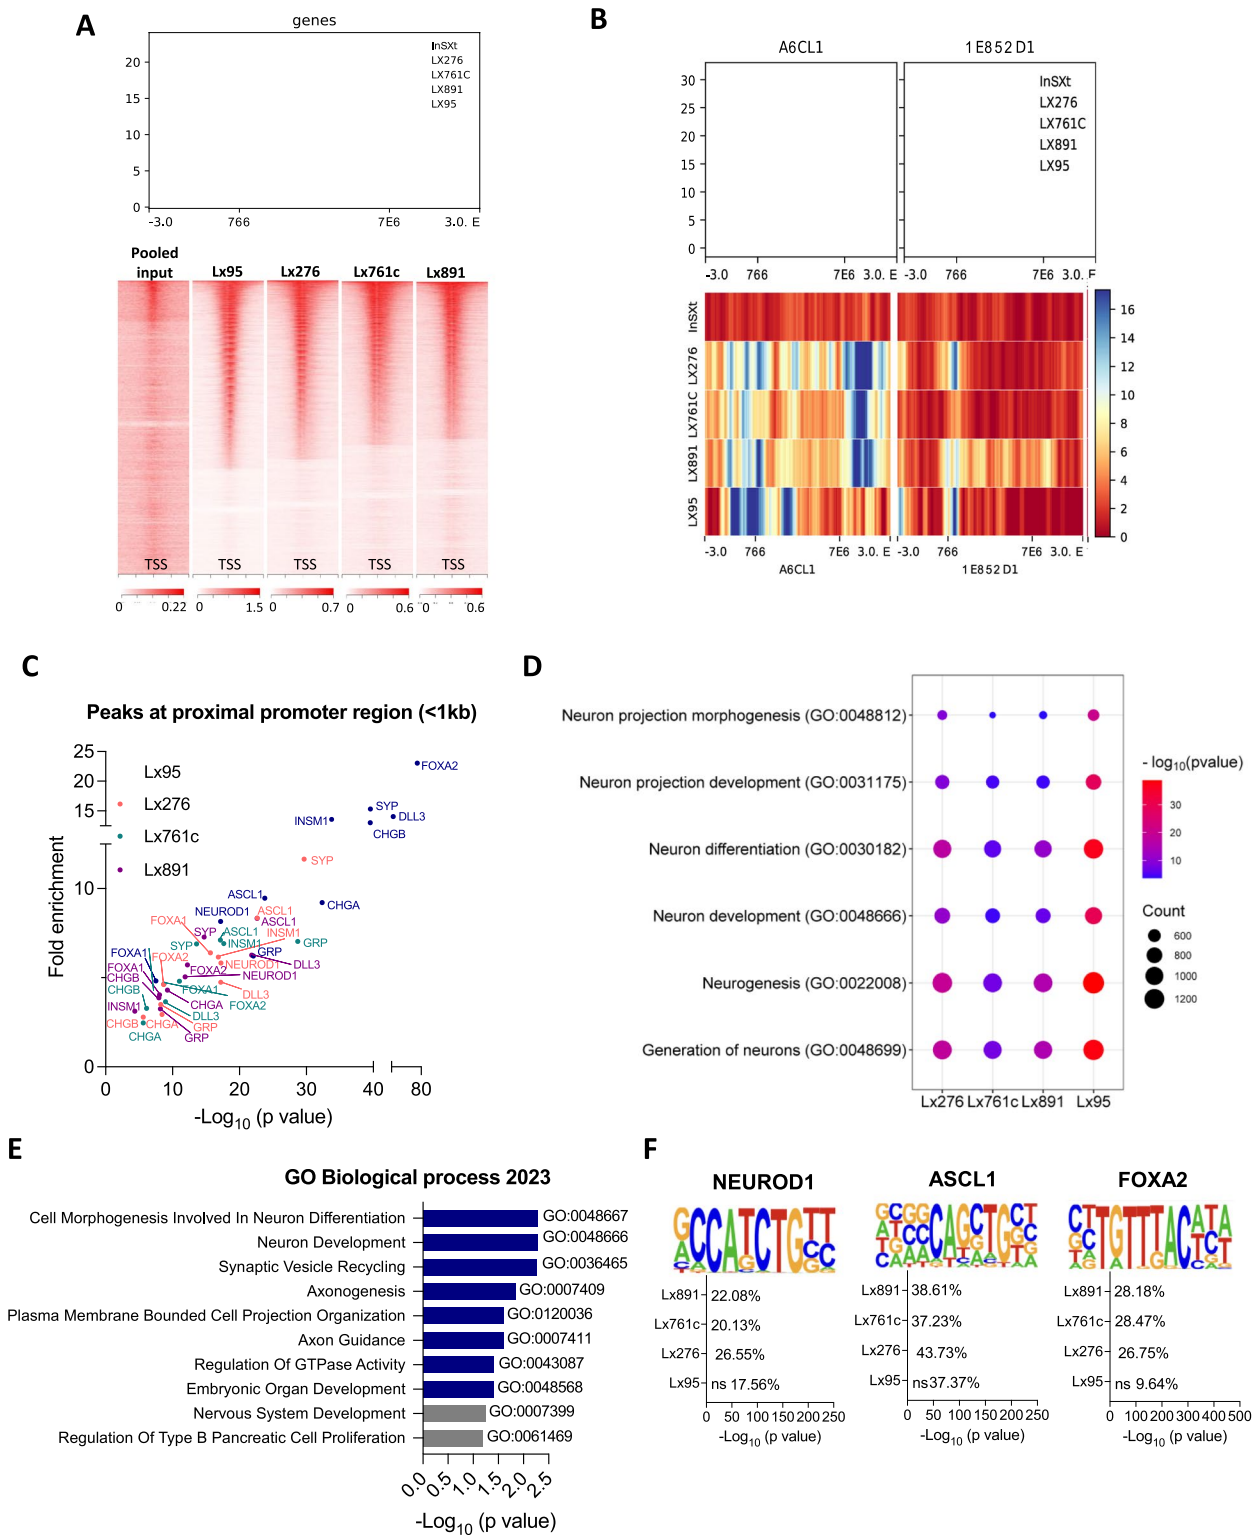 A
genes
InSXt
LX276
LX761C
LX891
LX95
20
15
10
5
0
-3.0
766
7E6
3.0. E
Pooled input
Lx95
Lx276
Lx761c
Lx891
TSS
TSS
TSS
TSS
TSS
0
0.22
0
1.5
0
0.7
0
0.6
0
0.6
B
A6CL1
1E852D1
InSXt
LX276
LX761C
LX891
LX95
30
25
20
15
10
5
0
-3.0
766
7E6
3.0. E
-3.0
766
7E6
3.0. F
InSXt
LX276
LX761C
LX891
LX95
16
14
12
10
8
6
4
2
0
-3.0
766
7E6
3.0. E
-3.0
766
7E6
3.0. E
A6CL1
1E852D1
C
Peaks at proximal promoter region (<1kb)
Fold enrichment
25
20
15
10
0
Lx95
Lx276
Lx761c
Lx891
FOXA2
SYP
DLL3
INSM1
CHGB
SYP
ASCL1
CHGA
NEUROD1
ASCL1
ASCL1
FOXA1
SYP
ASCL1
INSM1
SYP
INSM1
GRP
FOXA1
FOXA2
GRP
DLL3
FOXA1
FOXA2
NEUROD1
CHGB
NEUROD1
CHGB
FOXA1
DLL3
INSM1
CHGA
FOXA2
DLL3
CHGB
CHGA
GRP
CHGA
GRP
0
10
20
30
40
80
-Log10 (p value)
D
Neuron projection morphogenesis (GO:0048812)
Neuron projection development (GO:0031175)
Neuron differentiation (GO:0030182)
Neuron development (GO:0048666)
Neurogenesis (GO:0022008)
Generation of neurons (GO:0048699)
Lx276
Lx761c
Lx891
Lx95
- log10(pvalue)
30
20
10
Count
600
800
1000
1200
E
GO Biological process 2023
Cell Morphogenesis Involved In Neuron Differentiation
GO:0048667
Neuron Development
GO:0048666
Synaptic Vesicle Recycling
GO:0036465
Axonogenesis
GO:0007409
Plasma Membrane Bounded Cell Projection Organization
GO:0120036
Axon Guidance
GO:0007411
Regulation Of GTPase Activity
GO:0043087
Embryonic Organ Development
GO:0048568
Nervous System Development
GO:0007399
Regulation Of Type B Pancreatic Cell Proliferation
GO:0061469
0.0
0.5
1.0
1.5
2.0
2.5
-Log10 (p value)
F
NEUROD1
Lx891
22.08%
Lx761c
20.13%
Lx276
26.55%
Lx95
ns 17.56%
0 50 100 150 200 250
-Log10 (p value)
ASCL1
Lx891
38.61%
Lx761c
37.23%
Lx276
43.73%
Lx95
ns37.37%
0 50 100 150 200 250
-Log10 (p value)
FOXA2
Lx891
28.18%
Lx761c
28.47%
Lx276
26.75%
Lx95
ns 9.64%
0 100 200 300 400 500
-Log10 (p value)